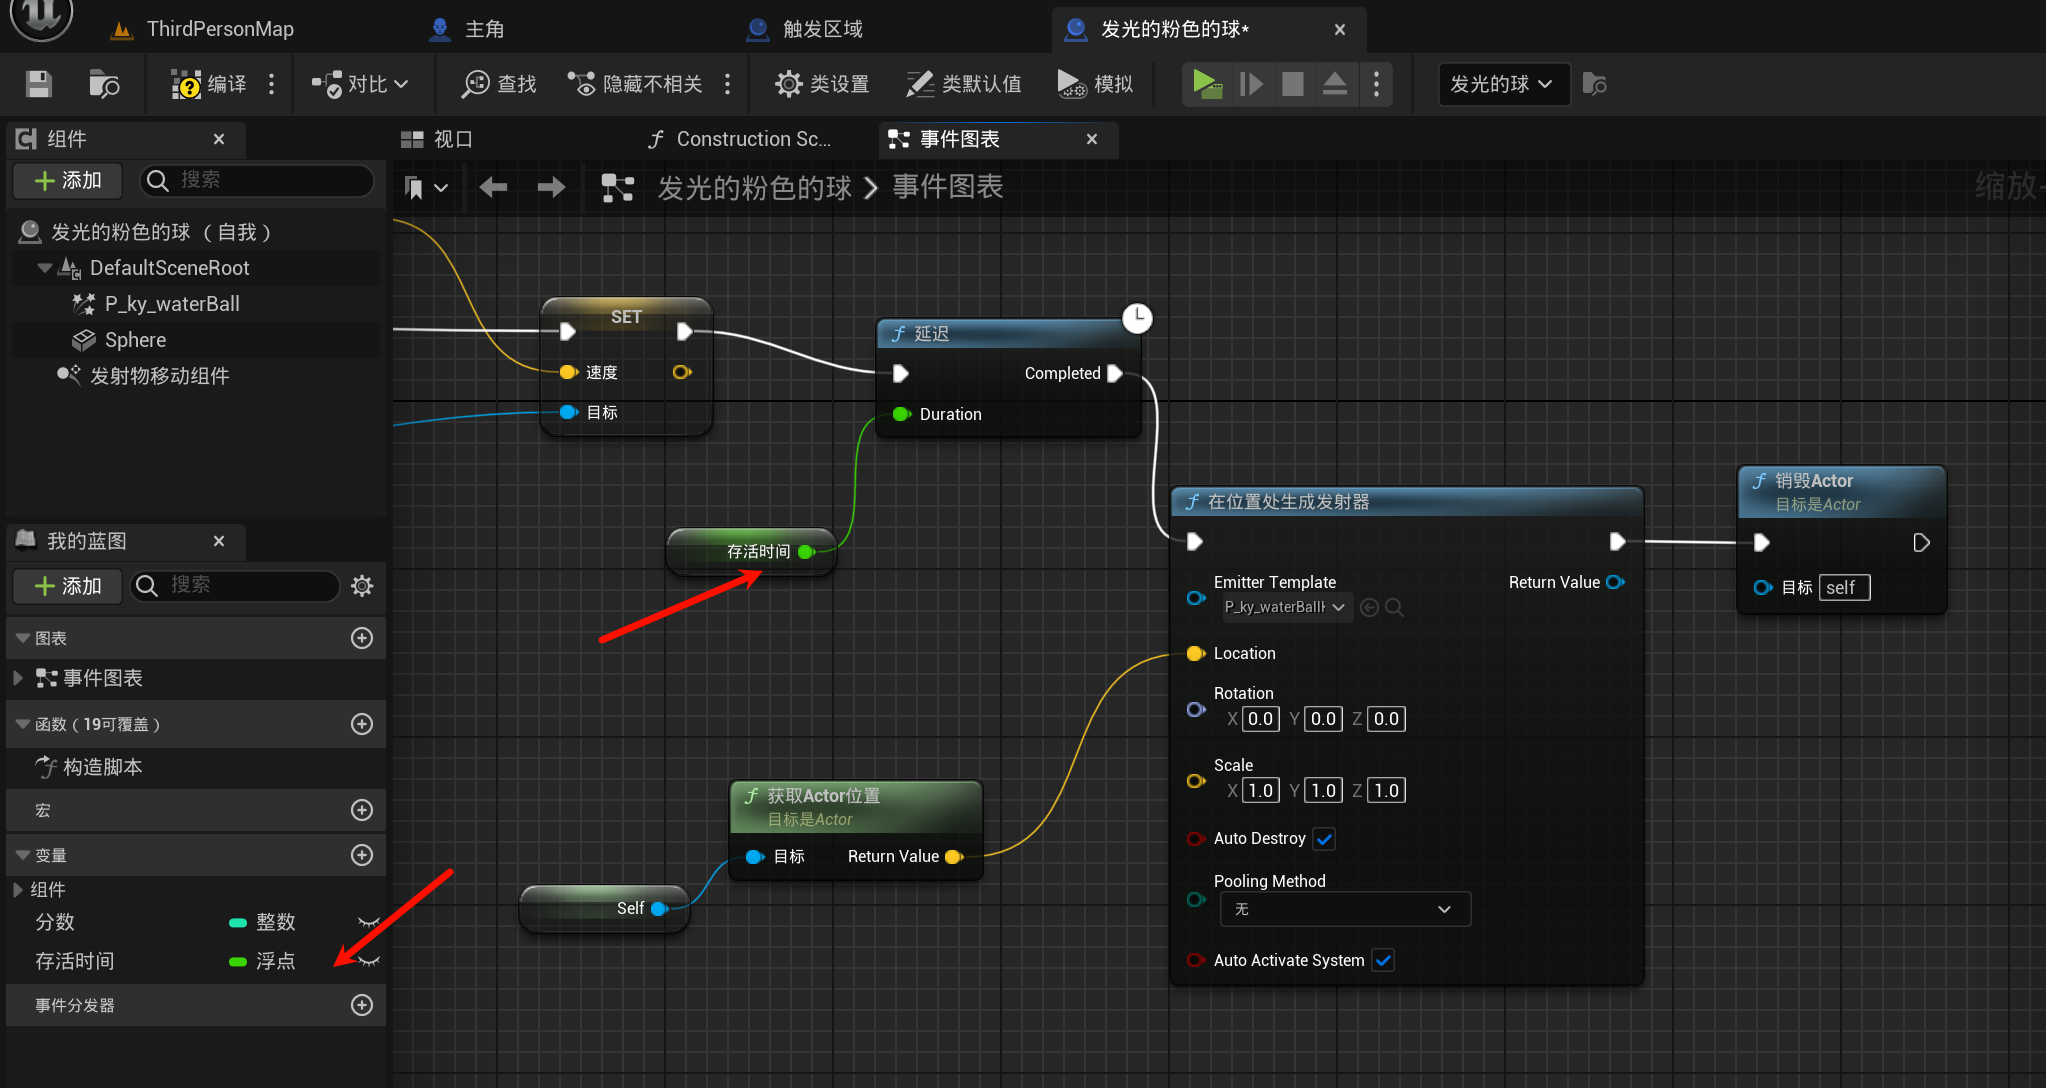 ThirdPersonMap
主角
触发区域
发光的粉色的球*
编译
对比
查找
隐藏不相关
类设置
类默认值
模拟
发光的球
组件
添加
搜索
发光的粉色的球 （自我）
DefaultSceneRoot
P_ky_waterBall
Sphere
发射物移动组件
我的蓝图
添加
搜索
图表
事件图表
函数（19可覆盖）
构造脚本
宏
变量
组件
分数 整数
存活时间 浮点
事件分发器
视口
Construction Sc...
事件图表
发光的粉色的球 > 事件图表
缩放-
SET
速度
目标
延迟
Completed
Duration
存活时间
获取Actor位置
目标是Actor
目标 Return Value
Self
在位置处生成发射器
Emitter Template Return Value
P_ky_waterBall
Location
Rotation
X 0.0 Y 0.0 Z 0.0
Scale
X 1.0 Y 1.0 Z 1.0
Auto Destroy
Pooling Method
无
Auto Activate System
销毁Actor
目标是Actor
目标 self